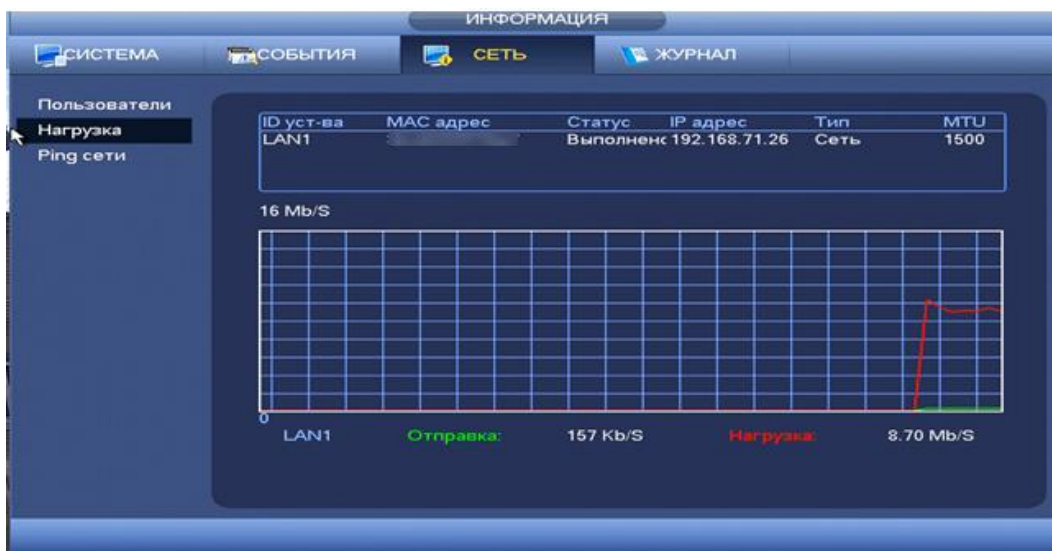 ИНФОРМАЦИЯ
СИСТЕМА СОБЫТИЯ СЕТЬ ЖУРНАЛ
Пользователи
Нагрузка
Ping сети
ID уст-ва MAC адрес Статус IP адрес Тип MTU
LAN1 Выполненс 192.168.71.26 Сеть 1500
16 Mb/S
0
LAN1 Отправка: 157 Kb/S Нагрузка: 8.70 Mb/S